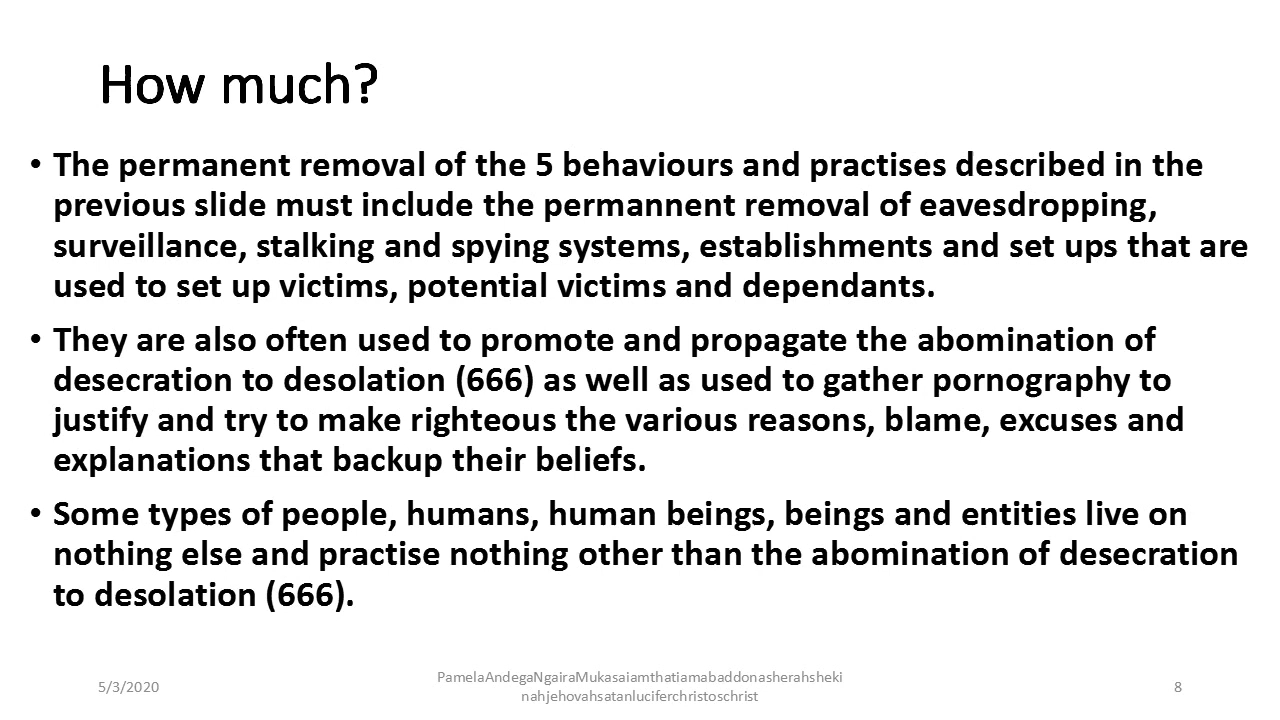 How much?
• The permanent removal of the 5 behaviours and practises described in the
previous slide must include the permannent removal of eavesdropping,
surveillance, stalking and spying systems, establishments and set ups that are
used to set up victims, potential victims and dependants.
• They are also often used to promote and propagate the abomination of
desecration to desolation (666) as well as used to gather pornography to
justify and try to make righteous the various reasons, blame, excuses and
explanations that backup their beliefs.
• Some types of people, humans, human beings, beings and entities live on
nothing else and practise nothing other than the abomination of desecration
to desolation (666).
5/3/2020
PamelaAndegaNgairaMukasaiamthatiamabaddonasherahsheki
nahjehovahsatanluciferchristoschrist
8